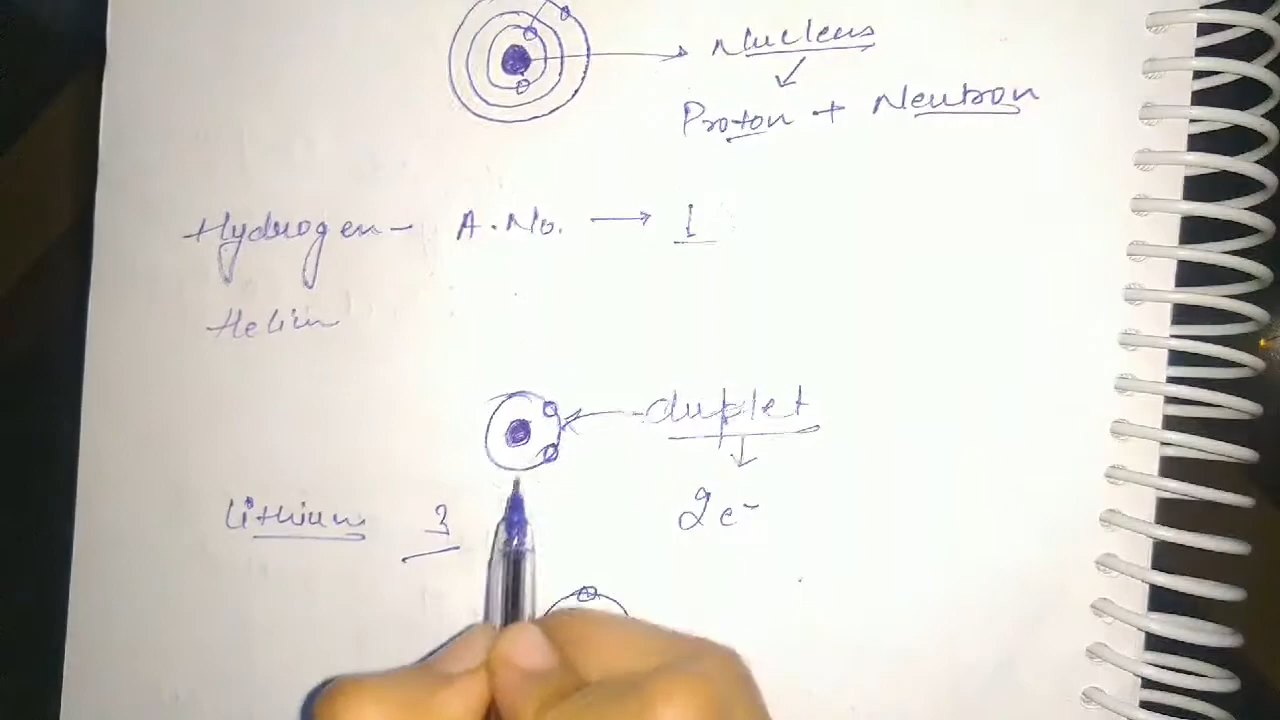 Nucleus
Proton + Neutron
Hydrogen - A.No. → 1
Helium
duplet
Lithium 3
2e-